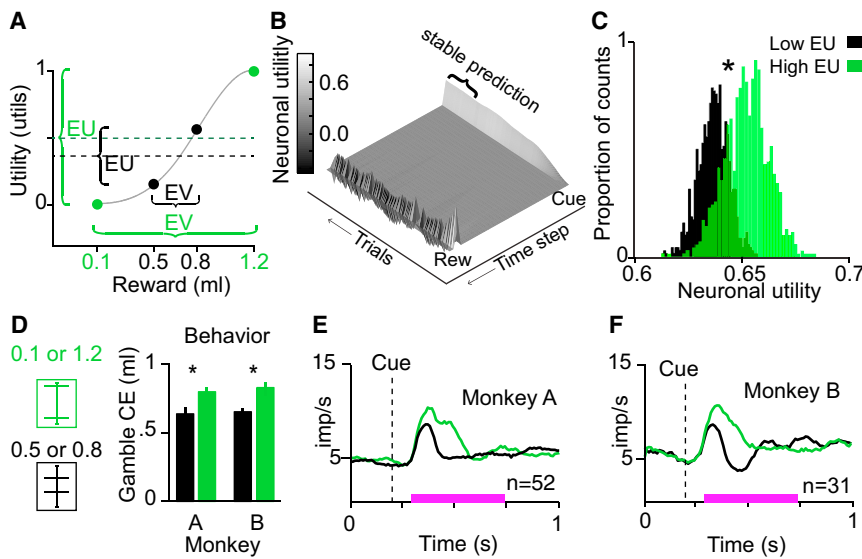 A
Utility (utils)
1
0
EU
EU
EV
EV
0.1 0.5 0.8 1.2
Reward (ml)
B
Neuronal utilitly
0.6
0.0
stable prediction
Cue
Rew
Trials
Time step
C
Low EU
High EU
*
Proportion of counts
1
0
0.6 0.65 0.7
Neuronal utility
D
0.1 or 1.2
0.5 or 0.8
Behavior
Gamble CE (ml)
1
.5
0
* *
A B
Monkey
E
15
5
imp/s
Cue
Monkey A
n=52
0 1
Time (s)
F
15
5
imp/s
Cue
Monkey B
n=31
0 1
Time (s)